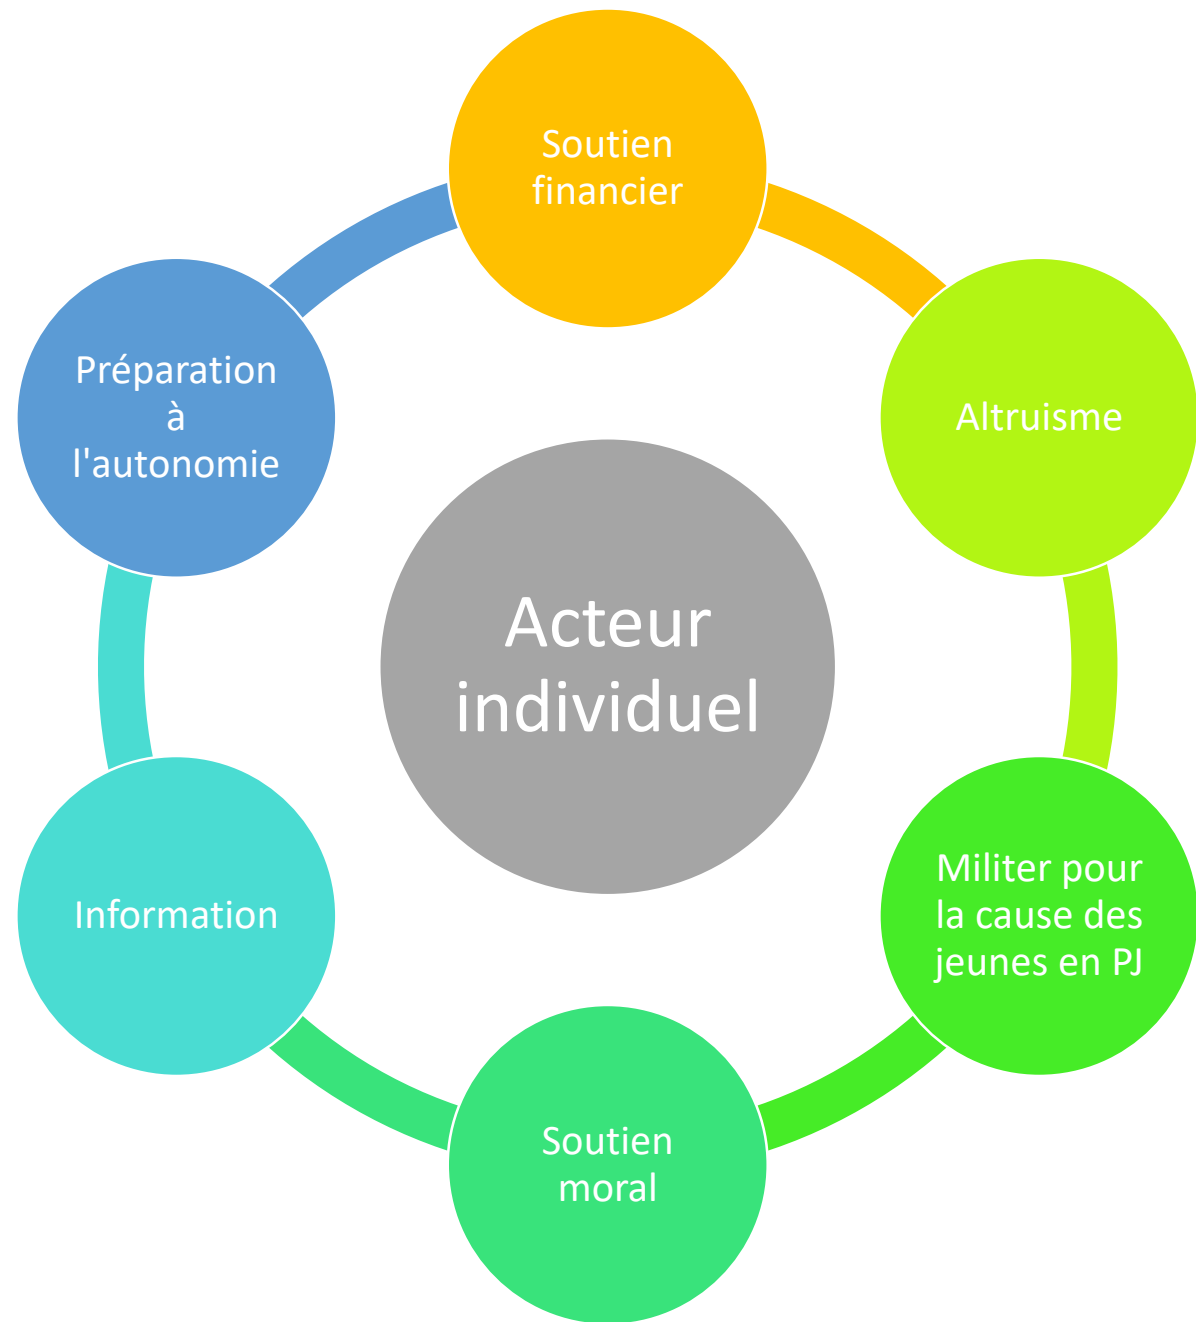 Soutien
financier
Altruisme
Militer pour
la cause des
jeunes en PJ
Soutien
moral
Information
Préparation
à
l'autonomie
Acteur
individuel